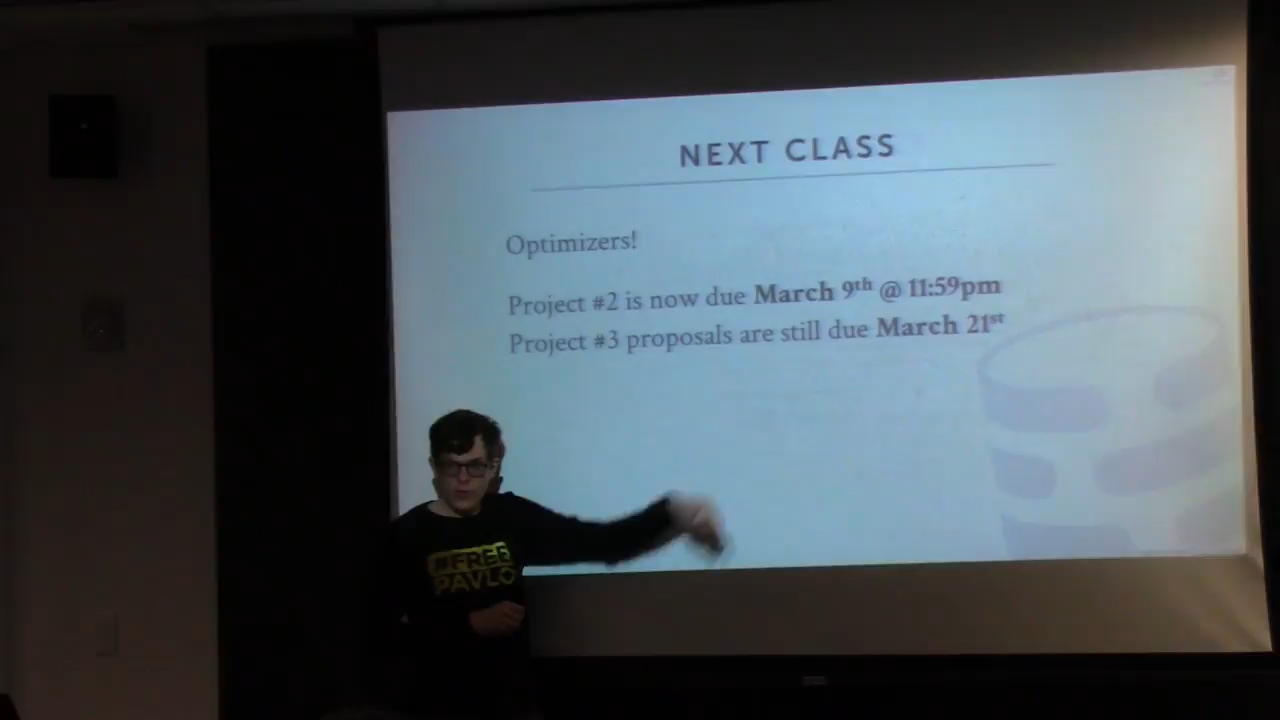 NEXT CLASS
Optimizers!
Project #2 is now due March 9th @ 11:59pm
Project #3 proposals are still due March 21st
#FREE
PAVLO